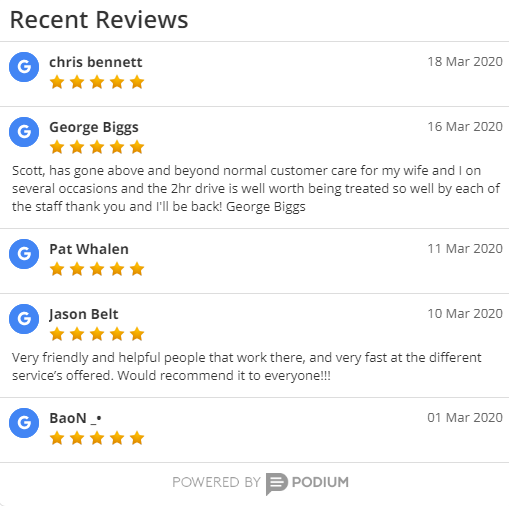 Recent Reviews
G chris bennett 18 Mar 2020
G George Biggs 16 Mar 2020
Scott, has gone above and beyond normal customer care for my wife and I on
several occasions and the 2hr drive is well worth being treated so well by each of
the staff thank you and I'll be back! George Biggs
G Pat Whalen 11 Mar 2020
G Jason Belt 10 Mar 2020
Very friendly and helpful people that work there, and very fast at the different
service’s offered. Would recommend it to everyone!!!
G BaoN _• 01 Mar 2020
POWERED BY PODIUM